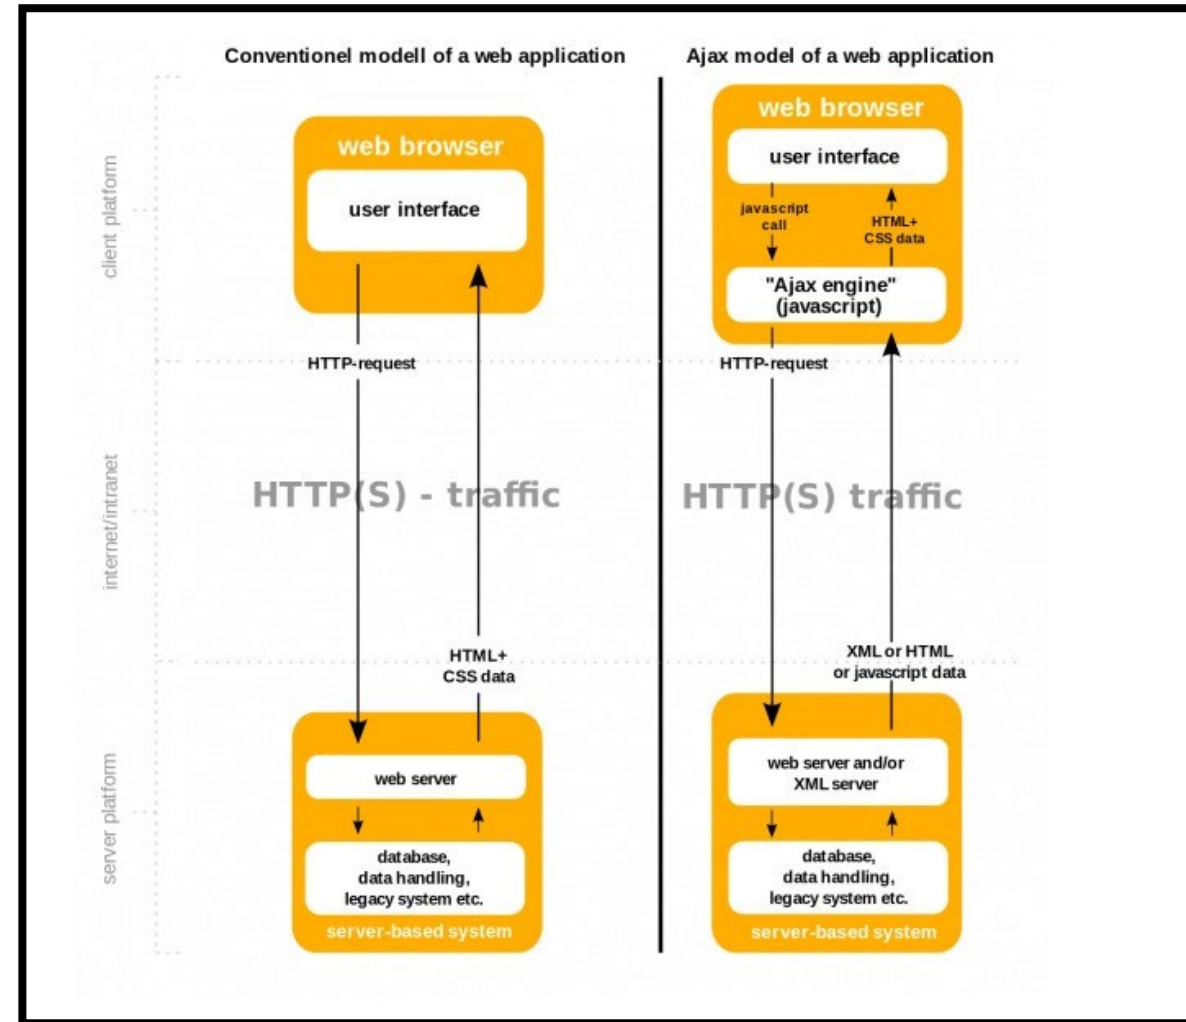 Conventionel modell of a web application
web browser
user interface
HTTP-request
HTTP(S) - traffic
HTML+
CSS data
web server
database,
data handling,
legacy system etc.
server-based system
Ajax model of a web application
web browser
user interface
javascript
call
HTML+
CSS data
"Ajax engine"
(javascript)
HTTP-request
HTTP(S) traffic
XML or HTML
or javascript data
web server and/or
XML server
database,
data handling,
legacy system etc.
server-based system
client platform
internet/intranet
server platform